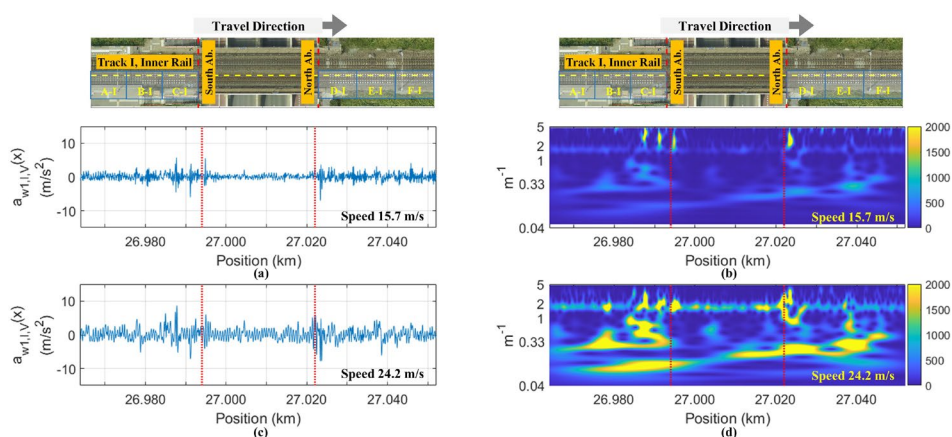 Travel Direction
Track I, Inner Rail
South Ab.
North Ab.
A-I B-I C-I D-I E-I F-I
a_w1,I,V(x)
(m/s²)
10
0
-10
Speed 15.7 m/s
26.980 27.000 27.020 27.040
Position (km)
(a)
a_w1,I,V(x)
(m/s²)
10
0
-10
Speed 24.2 m/s
26.980 27.000 27.020 27.040
Position (km)
(c)
Travel Direction
Track I, Inner Rail
South Ab.
North Ab.
A-I B-I C-I D-I E-I F-I
m⁻¹
5
2
1
0.33
0.04
Speed 15.7 m/s
2000
1500
1000
500
0
26.980 27.000 27.020 27.040
Position (km)
(b)
m⁻¹
5
2
1
0.33
0.04
Speed 24.2 m/s
2000
1500
1000
500
0
26.980 27.000 27.020 27.040
Position (km)
(d)